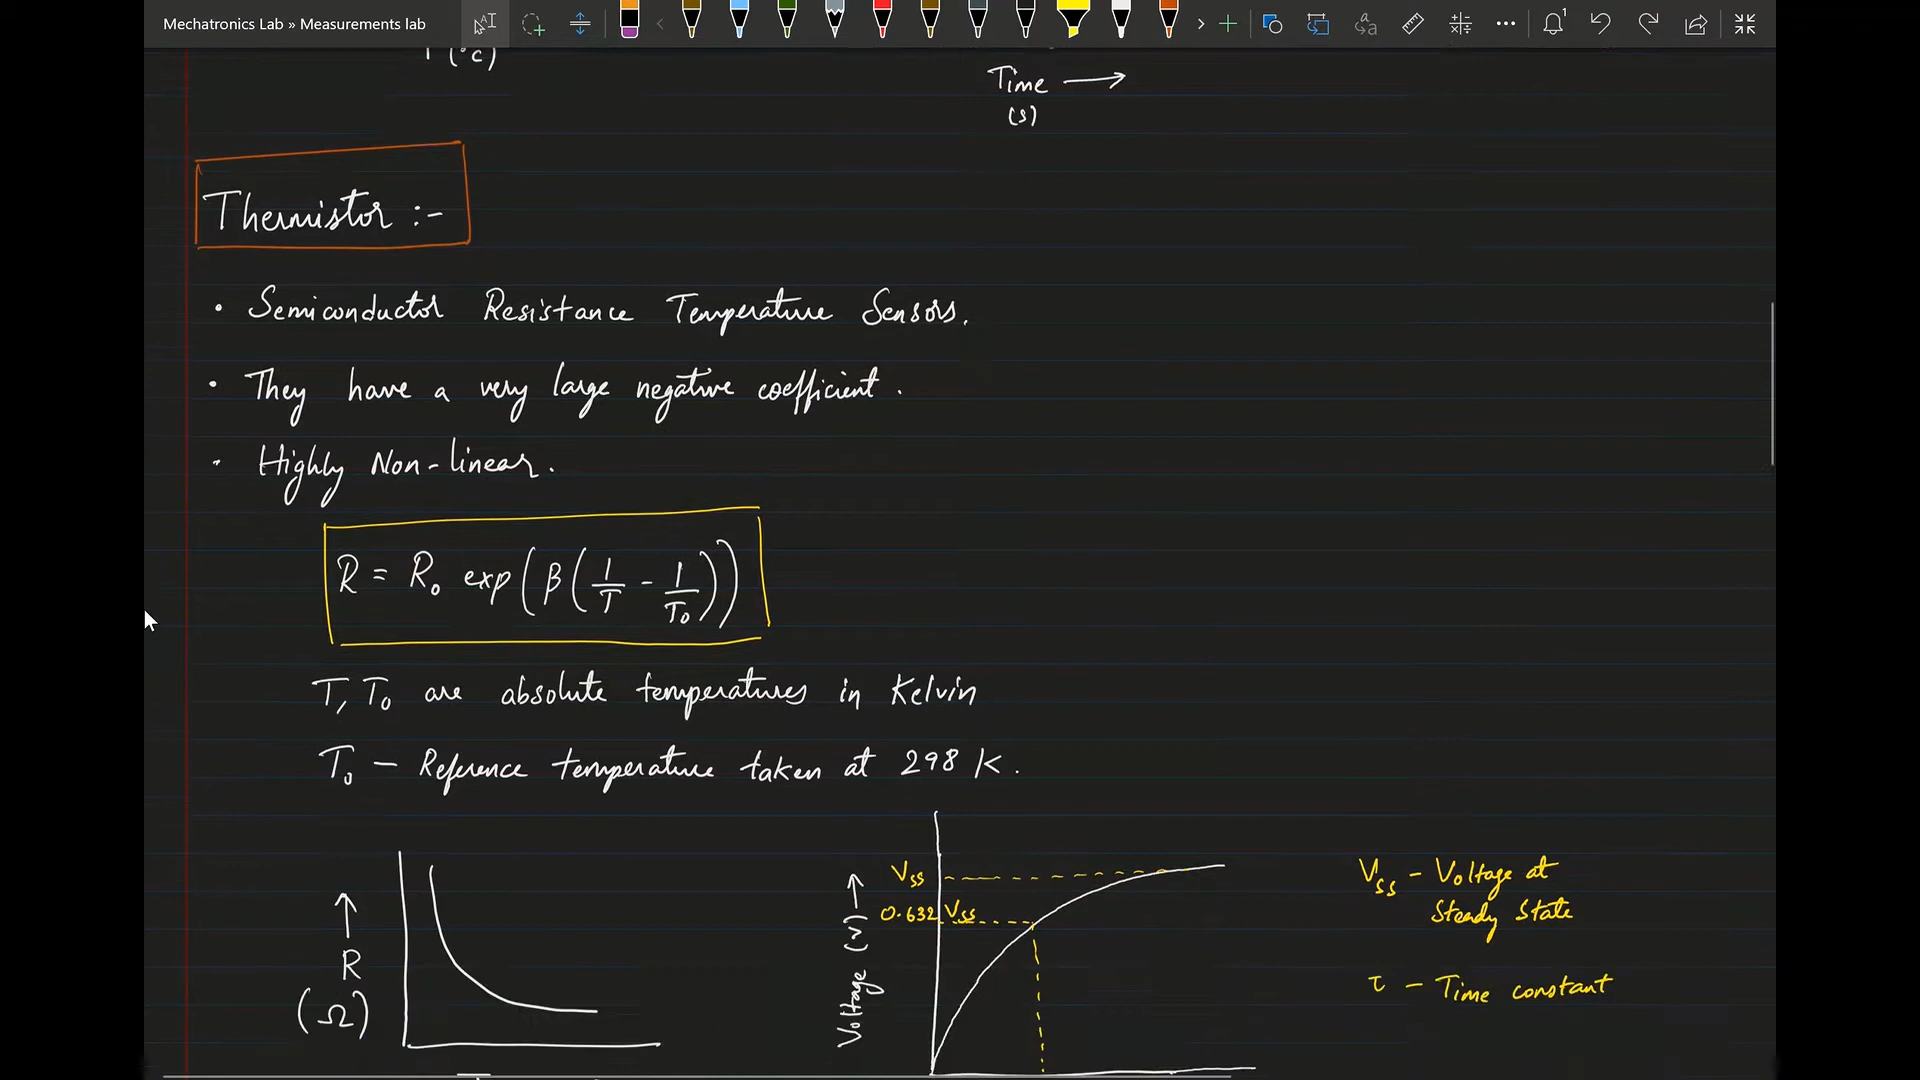 Mechatronics Lab » Measurements lab
T (°C)
Time →
(s)
Thermistor :-
• Semiconductor Resistance Temperature Sensors.
• They have a very large negative coefficient.
• Highly Non-linear.
R = R₀ exp(β(1/T - 1/T₀))
T, T₀ are absolute temperatures in Kelvin
T₀ — Reference temperature taken at 298 K.
↑
R
(Ω)
Voltage (V) →
Vss
0.632 Vss
Vss - Voltage at
Steady State
τ - Time constant